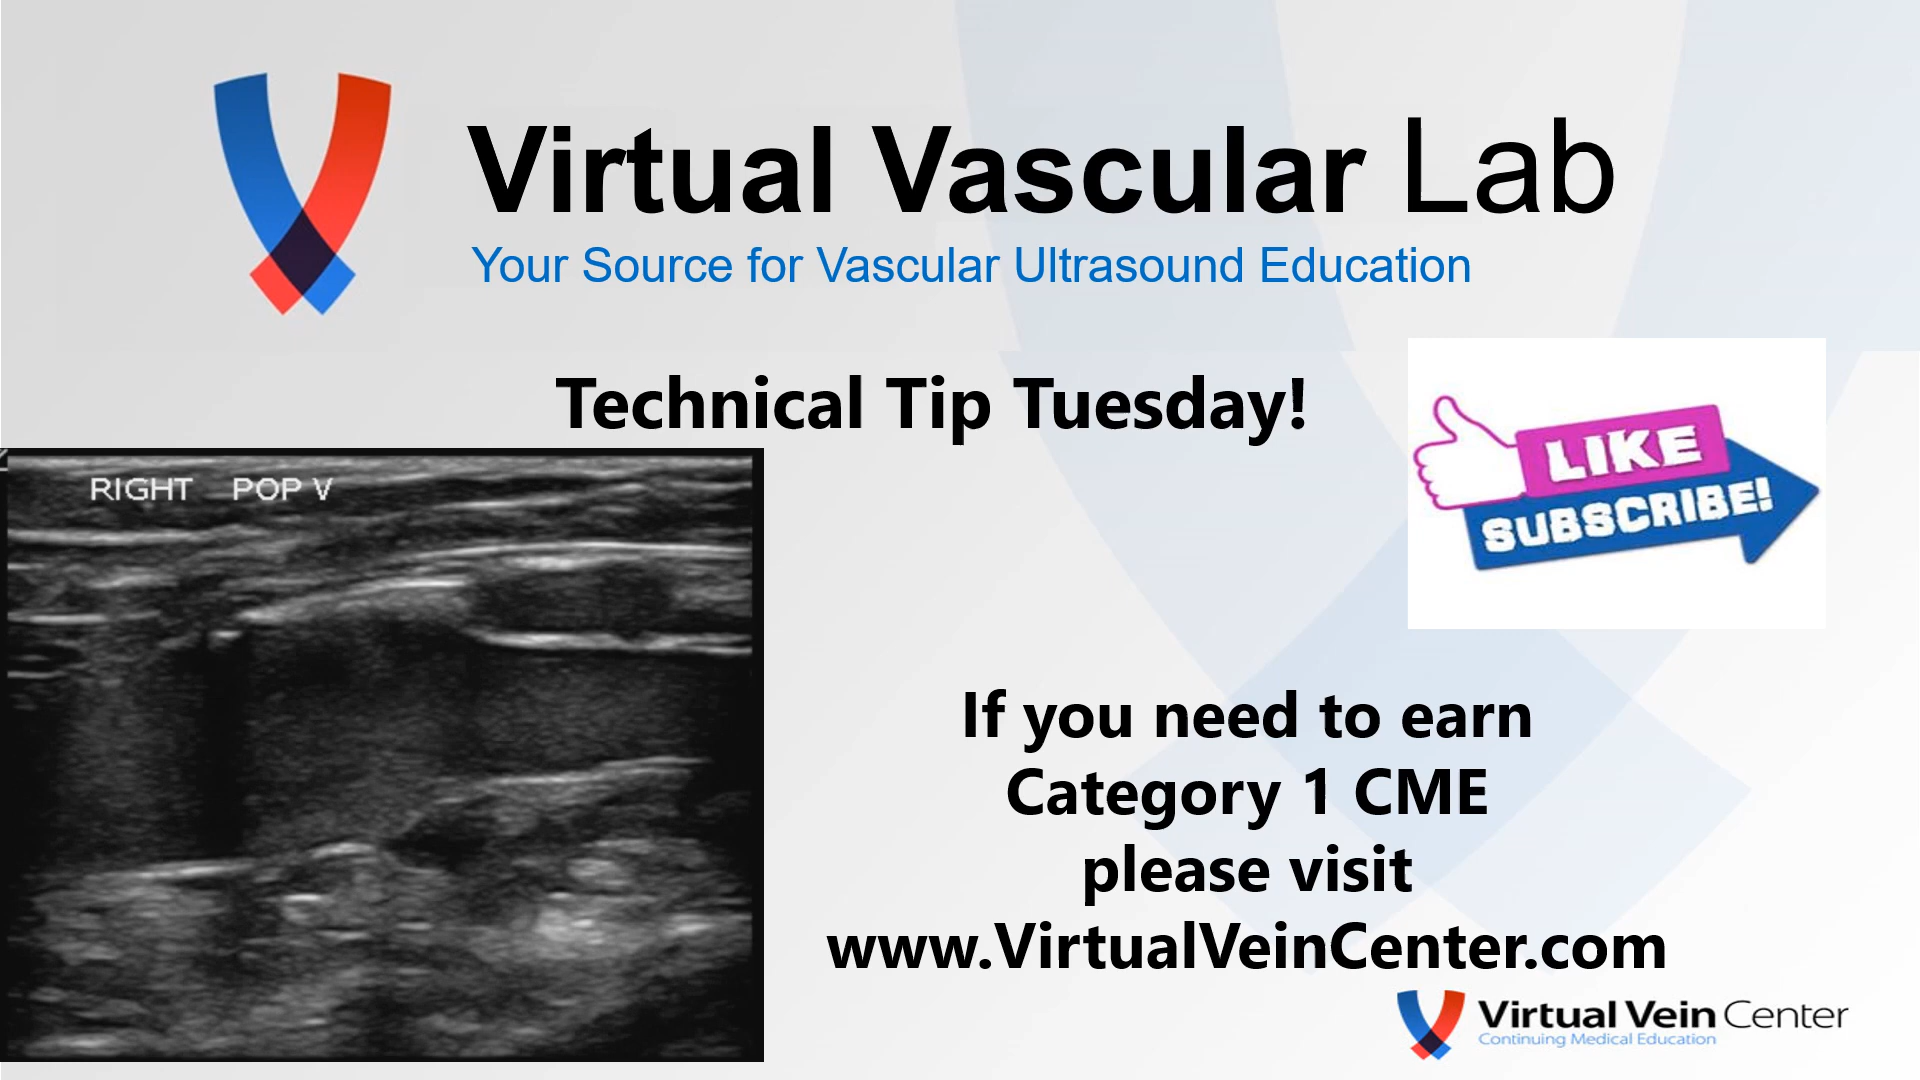 Virtual Vascular Lab
Your Source for Vascular Ultrasound Education
Technical Tip Tuesday!
RIGHT POP V
LIKE
SUBSCRIBE!
If you need to earn
Category 1 CME
please visit
www.VirtualVeinCenter.com
Virtual Vein Center
Continuing Medical Education